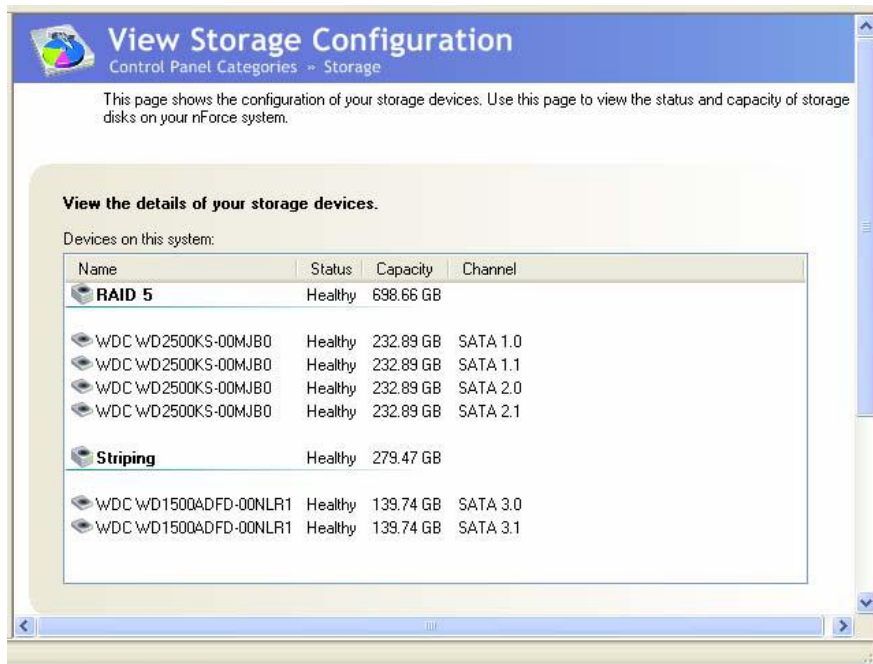 View Storage Configuration
Control Panel Categories » Storage
This page shows the configuration of your storage devices. Use this page to view the status and capacity of storage
disks on your nForce system.
View the details of your storage devices.
Devices on this system:
Name Status Capacity Channel
RAID 5 Healthy 698.66 GB
WDC WD2500KS-00MJB0 Healthy 232.89 GB SATA 1.0
WDC WD2500KS-00MJB0 Healthy 232.89 GB SATA 1.1
WDC WD2500KS-00MJB0 Healthy 232.89 GB SATA 2.0
WDC WD2500KS-00MJB0 Healthy 232.89 GB SATA 2.1
Striping Healthy 279.47 GB
WDC WD1500ADFD-00NLR1 Healthy 139.74 GB SATA 3.0
WDC WD1500ADFD-00NLR1 Healthy 139.74 GB SATA 3.1